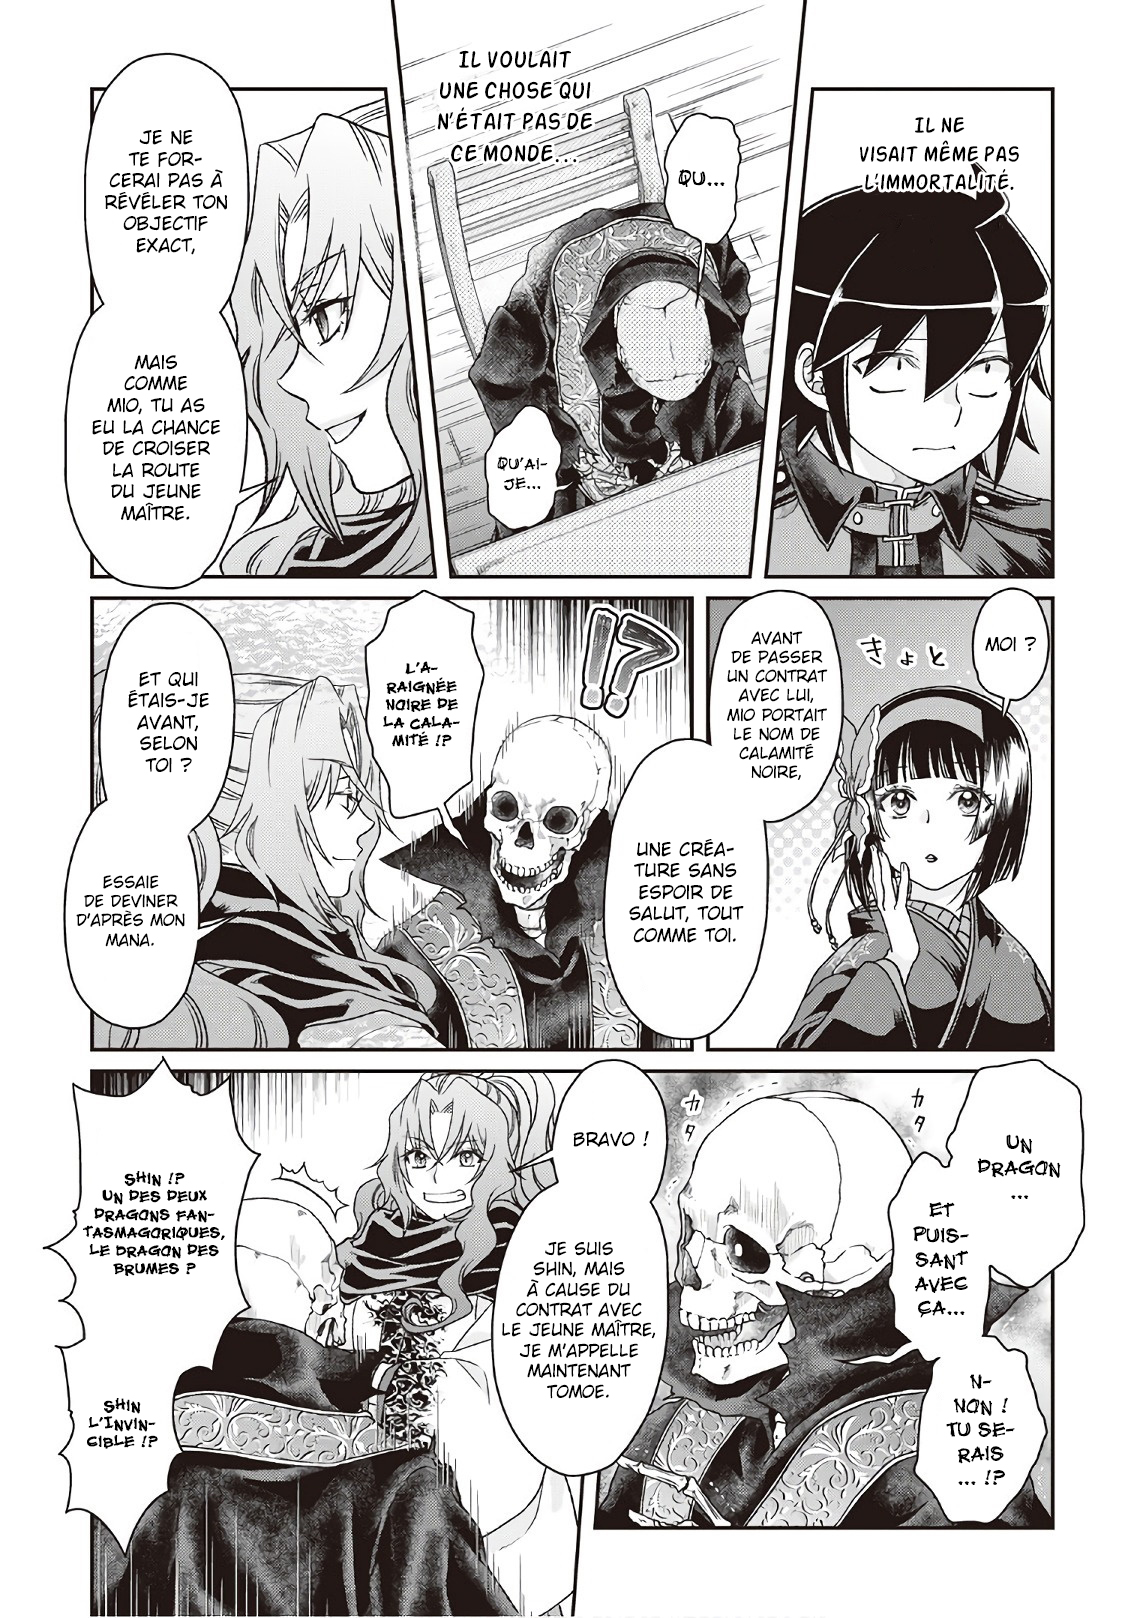 IL NE
VISAIT MÊME PAS
L'IMMORTALITÉ.
IL VOULAIT
UNE CHOSE QUI
N'ÉTAIT PAS DE
CE MONDE...
QU...
QU'AI-
JE...
JE NE
TE FOR-
CERAI PAS À
RÉVÉLER TON
OBJECTIF
EXACT,
MAIS
COMME
MIO, TU AS
EU LA CHANCE
DE CROISER
LA ROUTE
DU JEUNE
MAÎTRE.
MOI ?
きょとん
AVANT
DE PASSER
UN CONTRAT
AVEC LUI,
MIO PORTAIT
LE NOM DE
CALAMITÉ
NOIRE,
UNE CRÉA-
TURE SANS
ESPOIR DE
SALUT, TOUT
COMME TOI.
!?
L'A-
RAIGNÉE
NOIRE DE
LA CALA-
MITÉ !?
ET QUI
ÉTAIS-JE
AVANT,
SELON
TOI ?
ESSAIE
DE DEVINER
D'APRÈS MON
MANA.
UN
DRAGON
...
ET
PUIS-
SANT
AVEC
ÇA...
N-
NON !
TU SE-
RAIS
... !?
カタ
カタ
BRAVO !
JE SUIS
SHIN, MAIS
À CAUSE DU
CONTRAT AVEC
LE JEUNE MAÎTRE,
JE M'APPELLE
MAINTENANT
TOMOE.
SHIN !?
UN DES DEUX
DRAGONS FAN-
TASMAGORIQUES,
LE DRAGON DES
BRUMES ?
SHIN
L'INVIN-
CIBLE !?